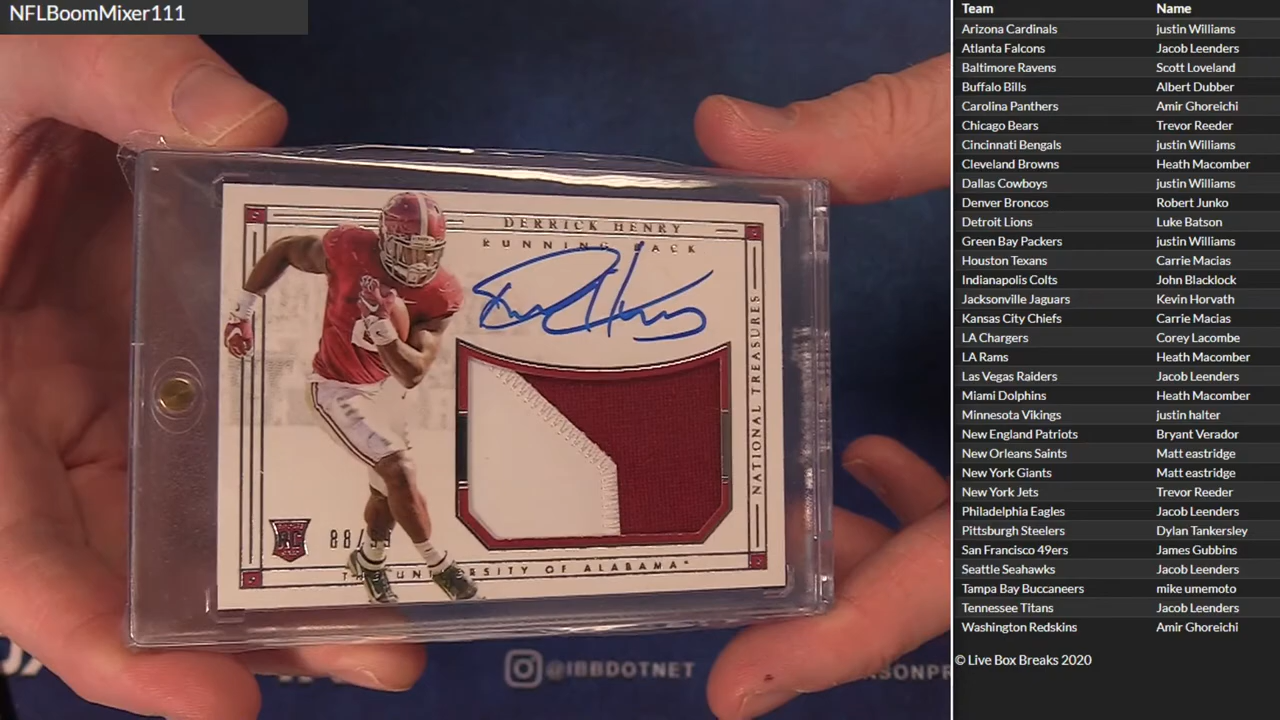 NFLBoomMixer111
DERRICK HENRY
RUNNING BACK
NATIONAL TREASURES
RC
88/99
THE UNIVERSITY OF ALABAMA
@IBBDOTNET
Team Name
Arizona Cardinals justin Williams
Atlanta Falcons Jacob Leenders
Baltimore Ravens Scott Loveland
Buffalo Bills Albert Dubber
Carolina Panthers Amir Ghoreichi
Chicago Bears Trevor Reeder
Cincinnati Bengals justin Williams
Cleveland Browns Heath Macomber
Dallas Cowboys justin Williams
Denver Broncos Robert Junko
Detroit Lions Luke Batson
Green Bay Packers justin Williams
Houston Texans Carrie Macias
Indianapolis Colts John Blacklock
Jacksonville Jaguars Kevin Horvath
Kansas City Chiefs Carrie Macias
LA Chargers Corey Lacombe
LA Rams Heath Macomber
Las Vegas Raiders Jacob Leenders
Miami Dolphins Heath Macomber
Minnesota Vikings justin halter
New England Patriots Bryant Verador
New Orleans Saints Matt eastridge
New York Giants Matt eastridge
New York Jets Trevor Reeder
Philadelphia Eagles Jacob Leenders
Pittsburgh Steelers Dylan Tankersley
San Francisco 49ers James Gubbins
Seattle Seahawks Jacob Leenders
Tampa Bay Buccaneers mike umemoto
Tennessee Titans Jacob Leenders
Washington Redskins Amir Ghoreichi
© Live Box Breaks 2020